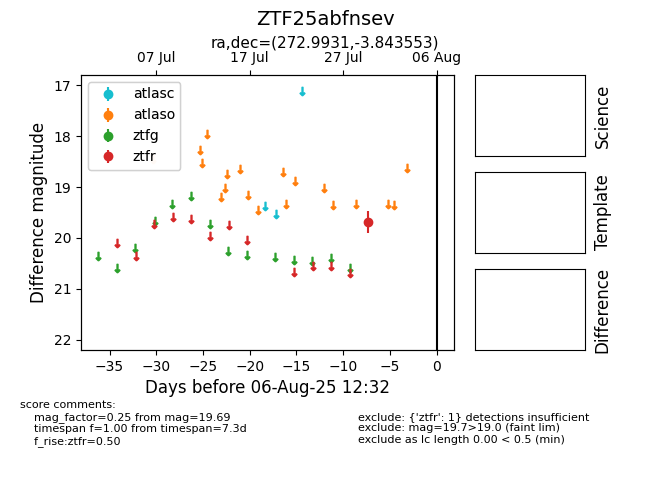 ZTF25abfnsev
ra,dec=(272.9931,-3.843553)
07 Jul 17 Jul 27 Jul 06 Aug
atlasc
atlaso
ztfg
ztfr
17
18
19
20
21
22
Difference magnitude
−35 −30 −25 −20 −15 −10 −5 0
Days before 06-Aug-25 12:32
Science
Template
Difference
score comments:
mag_factor=0.25 from mag=19.69
timespan f=1.00 from timespan=7.3d
f_rise:ztfr=0.50
exclude: {'ztfr': 1} detections insufficient
exclude: mag=19.7>19.0 (faint lim)
exclude as lc length 0.00 < 0.5 (min)